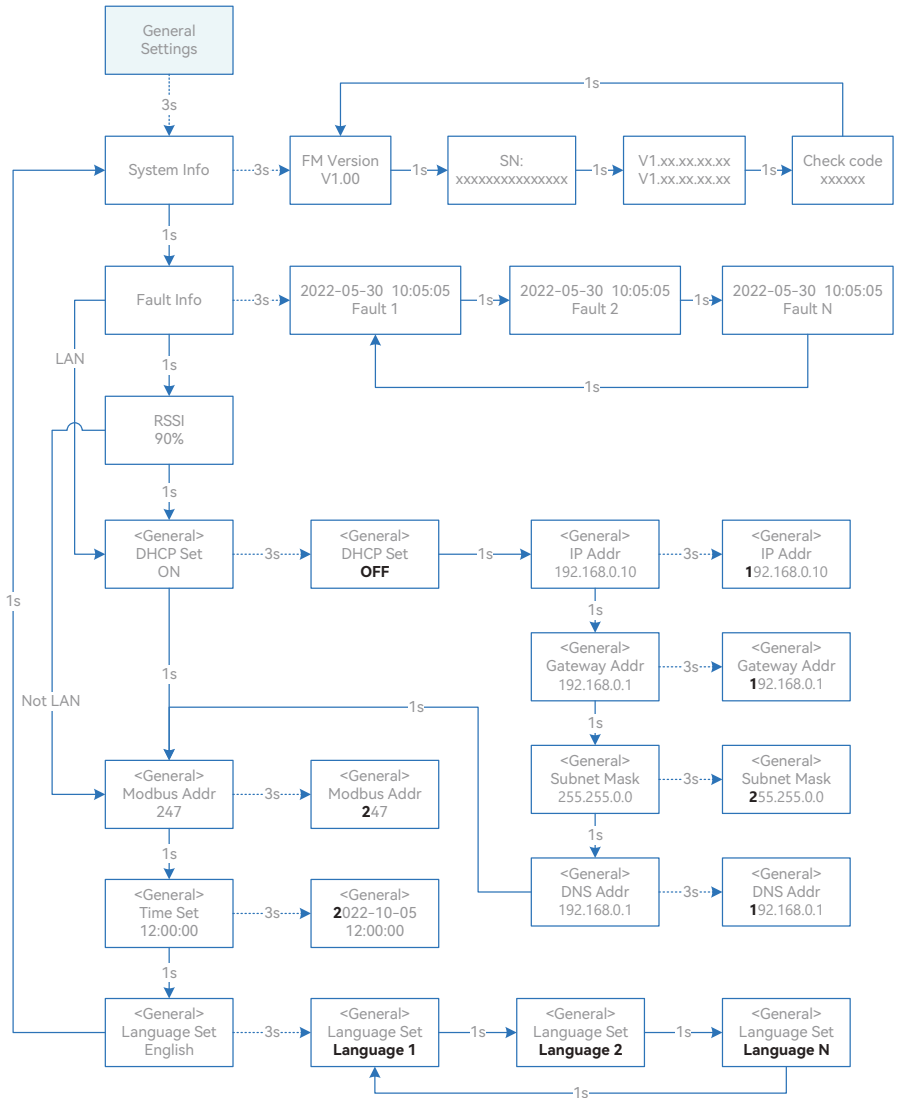 General
Settings
3s
1s
System Info
3s
FM Version
V1.00
1s
SN:
xxxxxxxxxxxxxxx
1s
V1.xx.xx.xx.xx
V1.xx.xx.xx.xx
1s
Check code
xxxxxx
1s
Fault Info
3s
2022-05-30 10:05:05
Fault 1
1s
2022-05-30 10:05:05
Fault 2
1s
2022-05-30 10:05:05
Fault N
LAN
1s
1s
RSSI
90%
1s
<General>
DHCP Set
ON
3s
<General>
DHCP Set
OFF
1s
<General>
IP Addr
192.168.0.10
3s
<General>
IP Addr
192.168.0.10
1s
1s
<General>
Gateway Addr
192.168.0.1
3s
<General>
Gateway Addr
192.168.0.1
1s
Not LAN
1s
1s
<General>
Modbus Addr
247
3s
<General>
Modbus Addr
247
<General>
Subnet Mask
255.255.0.0
3s
<General>
Subnet Mask
255.255.0.0
1s
1s
<General>
Time Set
12:00:00
3s
<General>
2022-10-05
12:00:00
<General>
DNS Addr
192.168.0.1
3s
<General>
DNS Addr
192.168.0.1
1s
<General>
Language Set
English
3s
<General>
Language Set
Language 1
1s
<General>
Language Set
Language 2
1s
<General>
Language Set
Language N
1s